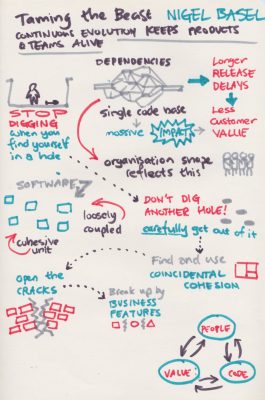 Taming the Beast NIGEL BASEL
CONTINUOUS EVOLUTION KEEPS PRODUCTS
& TEAMS ALIVE
DEPENDENCIES
Longer
RELEASE
DELAYS
Less
Customer
VALUE
STOP
DIGGING
when you
find yourself
in a hole
single code base
massive IMPACT
organisation shape
reflects this
SOFTWARE
loosely
coupled
cohesive
unit
DON'T DIG
ANOTHER HOLE!
carefully get out of it
Find and use
COINCIDENTAL
COHESION
open the
CRACKS
Break up by
BUSINESS
FEATURES
PEOPLE
VALUE
CODE